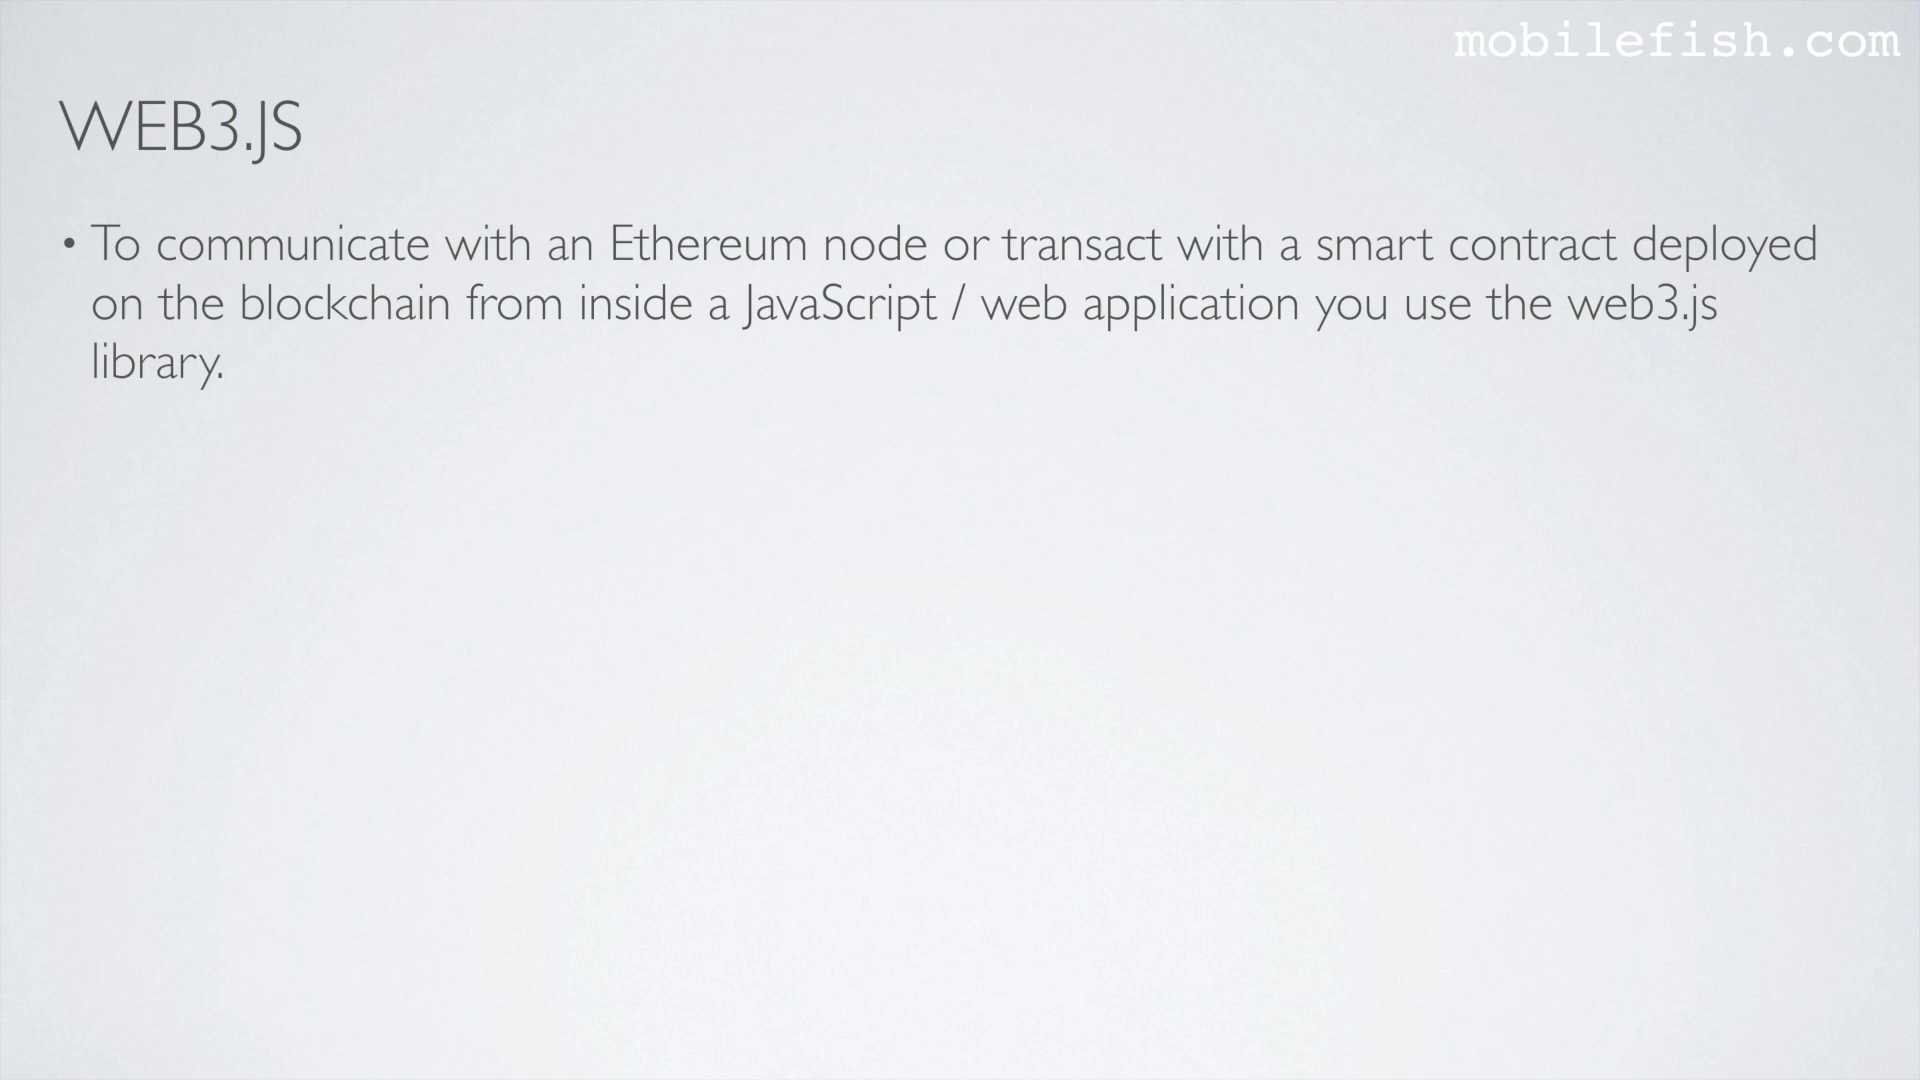 mobilefish.com
WEB3.JS
• To communicate with an Ethereum node or transact with a smart contract deployed
on the blockchain from inside a JavaScript / web application you use the web3.js
library.